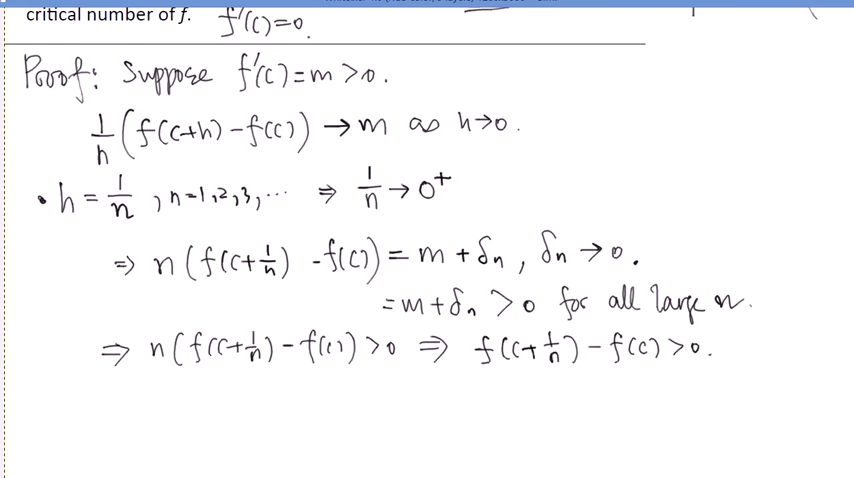 critical number of f. f'(c)=0.
Proof: Suppose f'(c)=m>0.
1/h (f(c+h)-f(c)) → m as h→0.
• h = 1/n, n=1,2,3,... ⇒ 1/n → 0⁺
⇒ n(f(c+1/n) -f(c)) = m + δₙ, δₙ → 0.
= m+δₙ > 0 for all large n.
⇒ n(f(c+1/n) - f(c)) > 0 ⇒ f(c+1/n) - f(c) > 0.